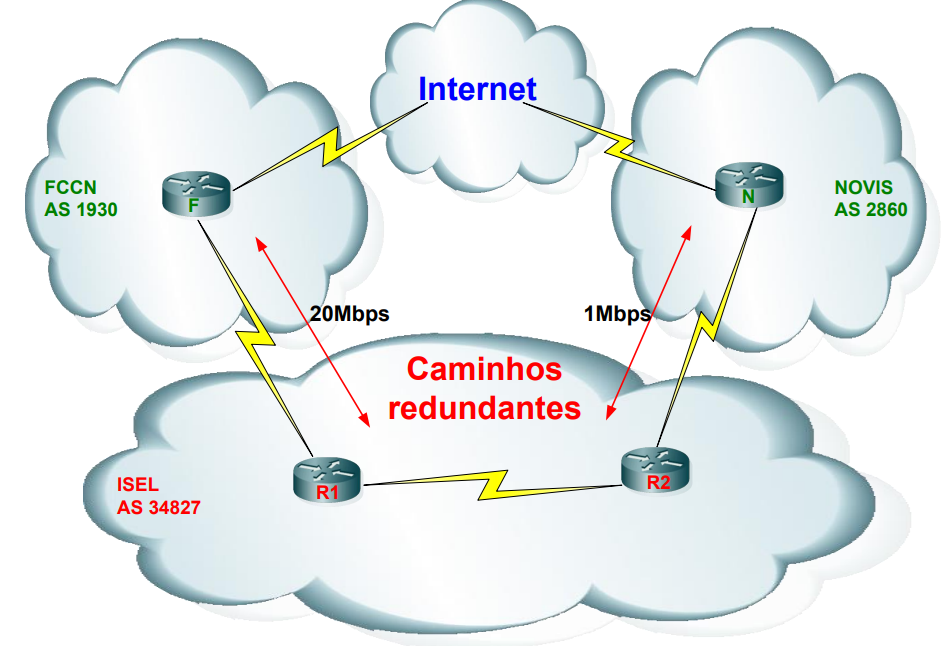 Internet
FCCN
AS 1930
F
N
NOVIS
AS 2860
20Mbps
1Mbps
Caminhos
redundantes
ISEL
AS 34827
R1
R2